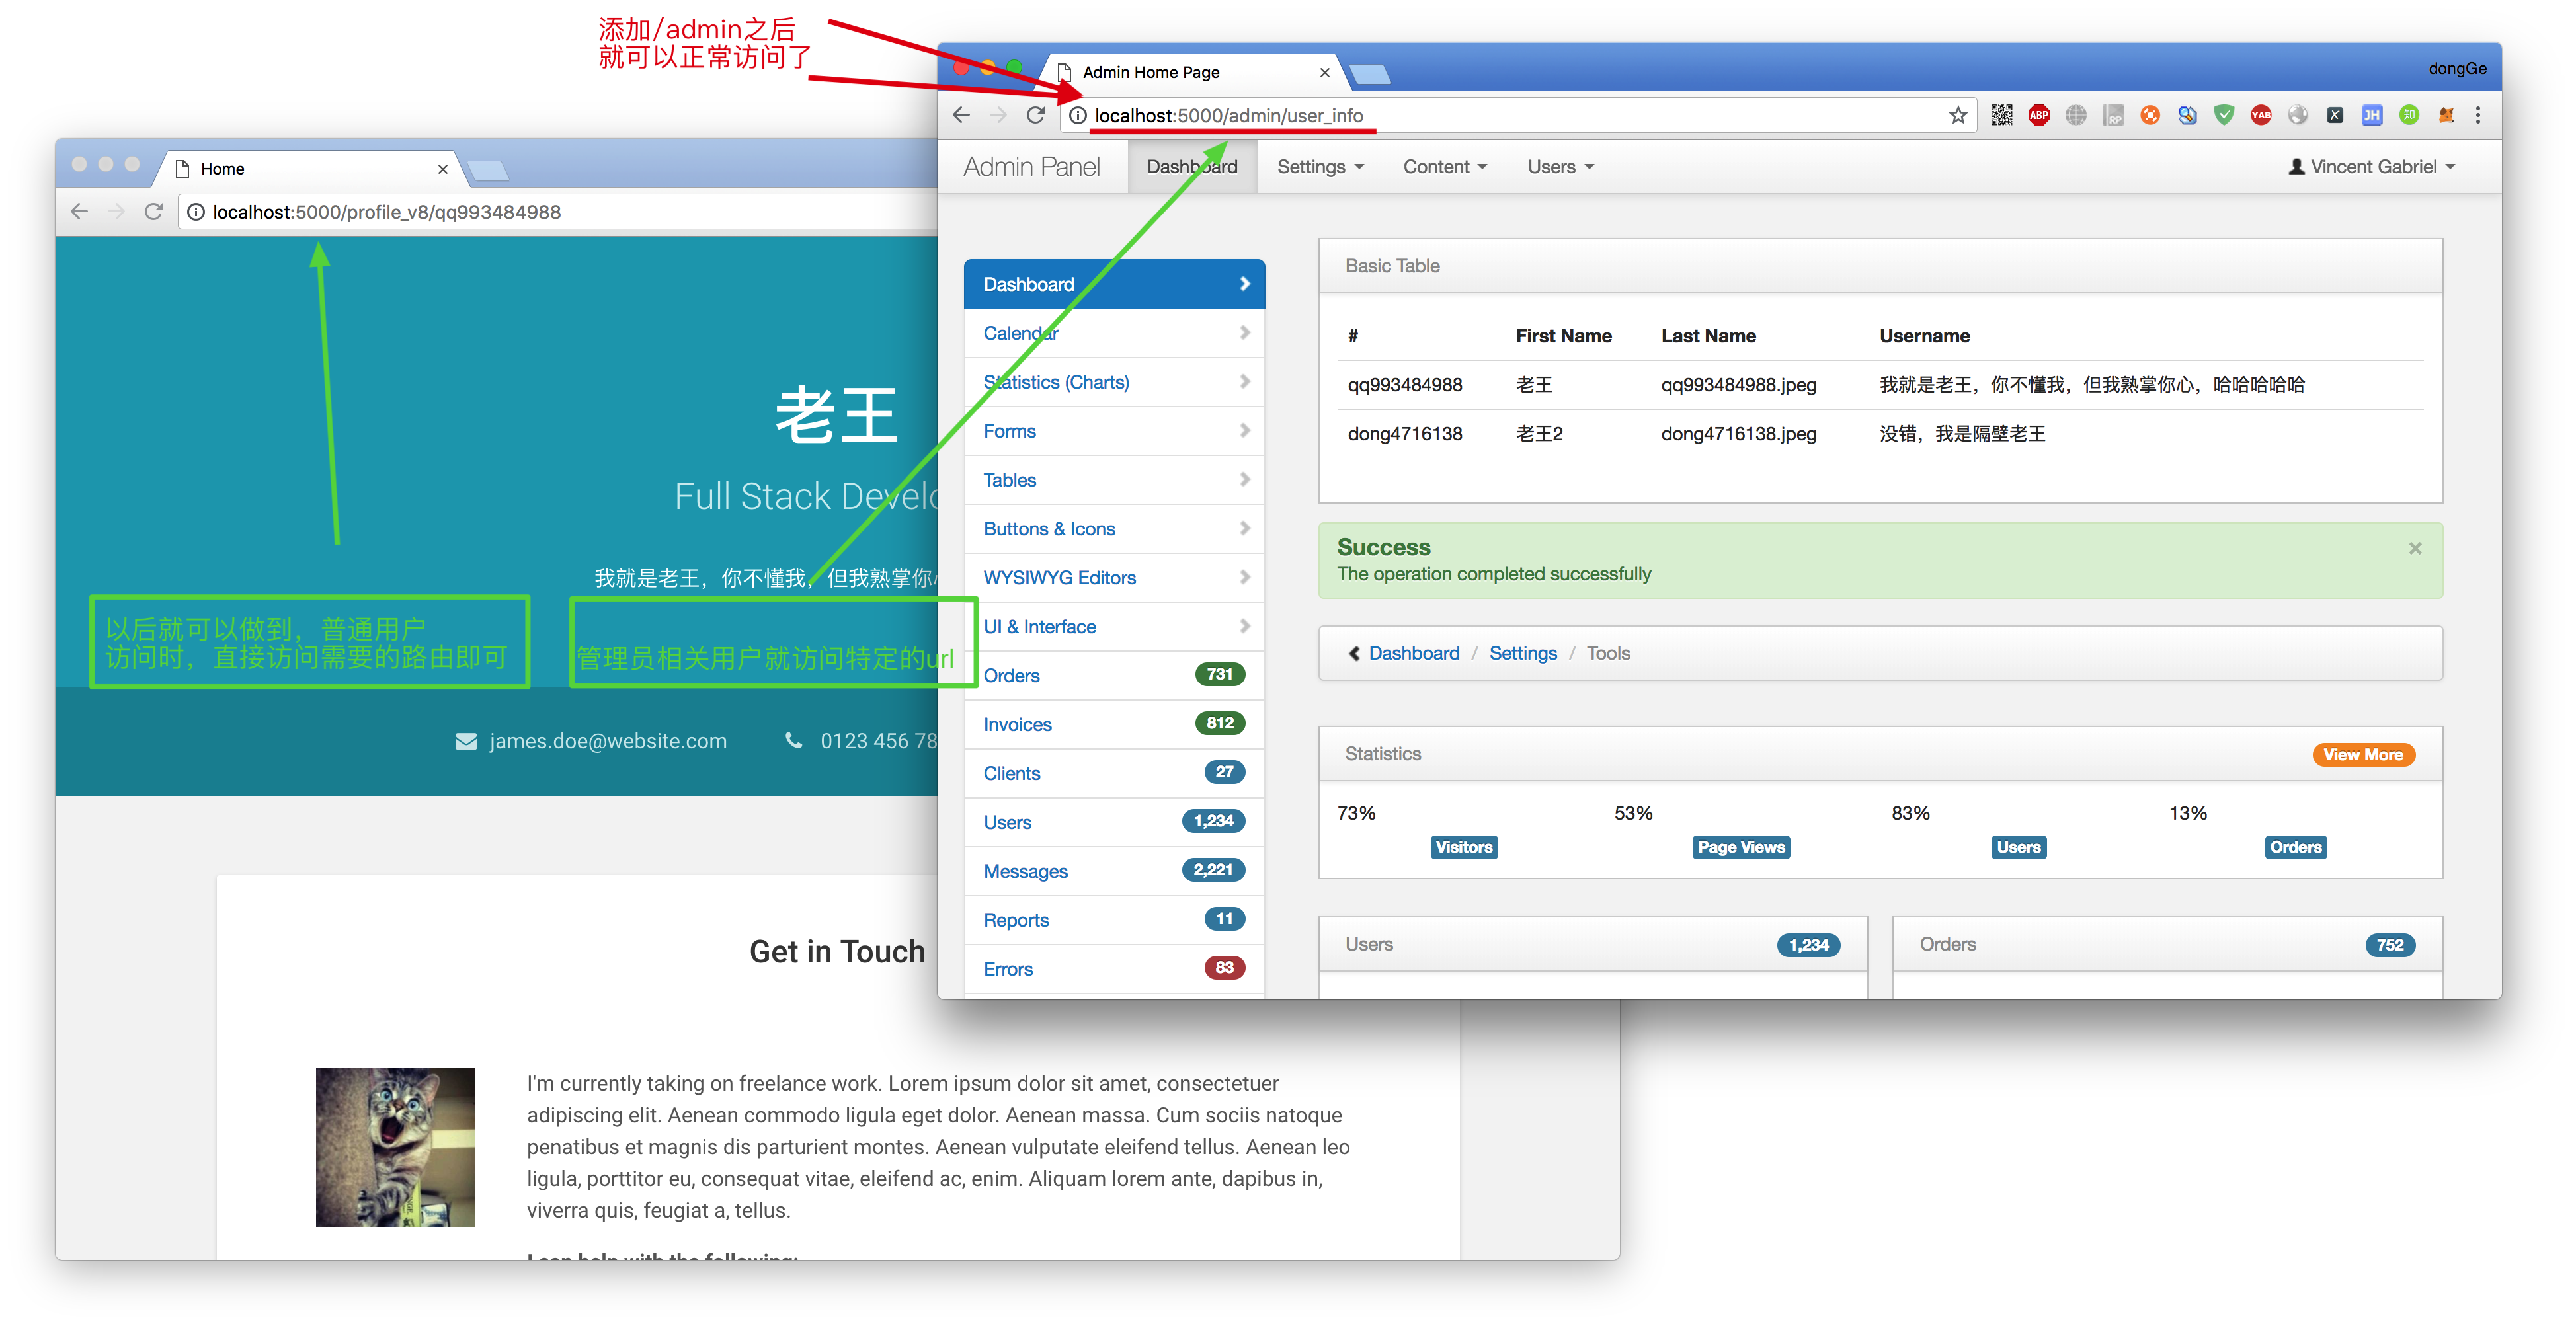 添加/admin之后
就可以正常访问了
Home
localhost:5000/profile_v8/qq993484988
老王
Full Stack Develo
我就是老王，你不懂我，但我熟掌你
以后就可以做到，普通用户
访问时，直接访问需要的路由即可
管理员相关用户就访问特定的url
james.doe@website.com
0123 456 78
Get in Touch
I'm currently taking on freelance work. Lorem ipsum dolor sit amet, consectetuer
adipiscing elit. Aenean commodo ligula eget dolor. Aenean massa. Cum sociis natoque
penatibus et magnis dis parturient montes. Aenean vulputate eleifend tellus. Aenean leo
ligula, porttitor eu, consequat vitae, eleifend ac, enim. Aliquam lorem ante, dapibus in,
viverra quis, feugiat a, tellus.
I can help with the following:
Admin Home Page
dongGe
localhost:5000/admin/user_info
ABP
RP
YAB
X
JH
知
Admin Panel
Dashboard
Settings
Content
Users
Vincent Gabriel
Dashboard
Calendar
Statistics (Charts)
Forms
Tables
Buttons & Icons
WYSIWYG Editors
UI & Interface
Orders 731
Invoices 812
Clients 27
Users 1,234
Messages 2,221
Reports 11
Errors 83
Basic Table
# First Name Last Name Username
qq993484988 老王 qq993484988.jpeg 我就是老王，你不懂我，但我熟掌你心，哈哈哈哈哈
dong4716138 老王2 dong4716138.jpeg 没错，我是隔壁老王
Success
The operation completed successfully
Dashboard / Settings / Tools
Statistics View More
73% 53% 83% 13%
Visitors Page Views Users Orders
Users 1,234
Orders 752